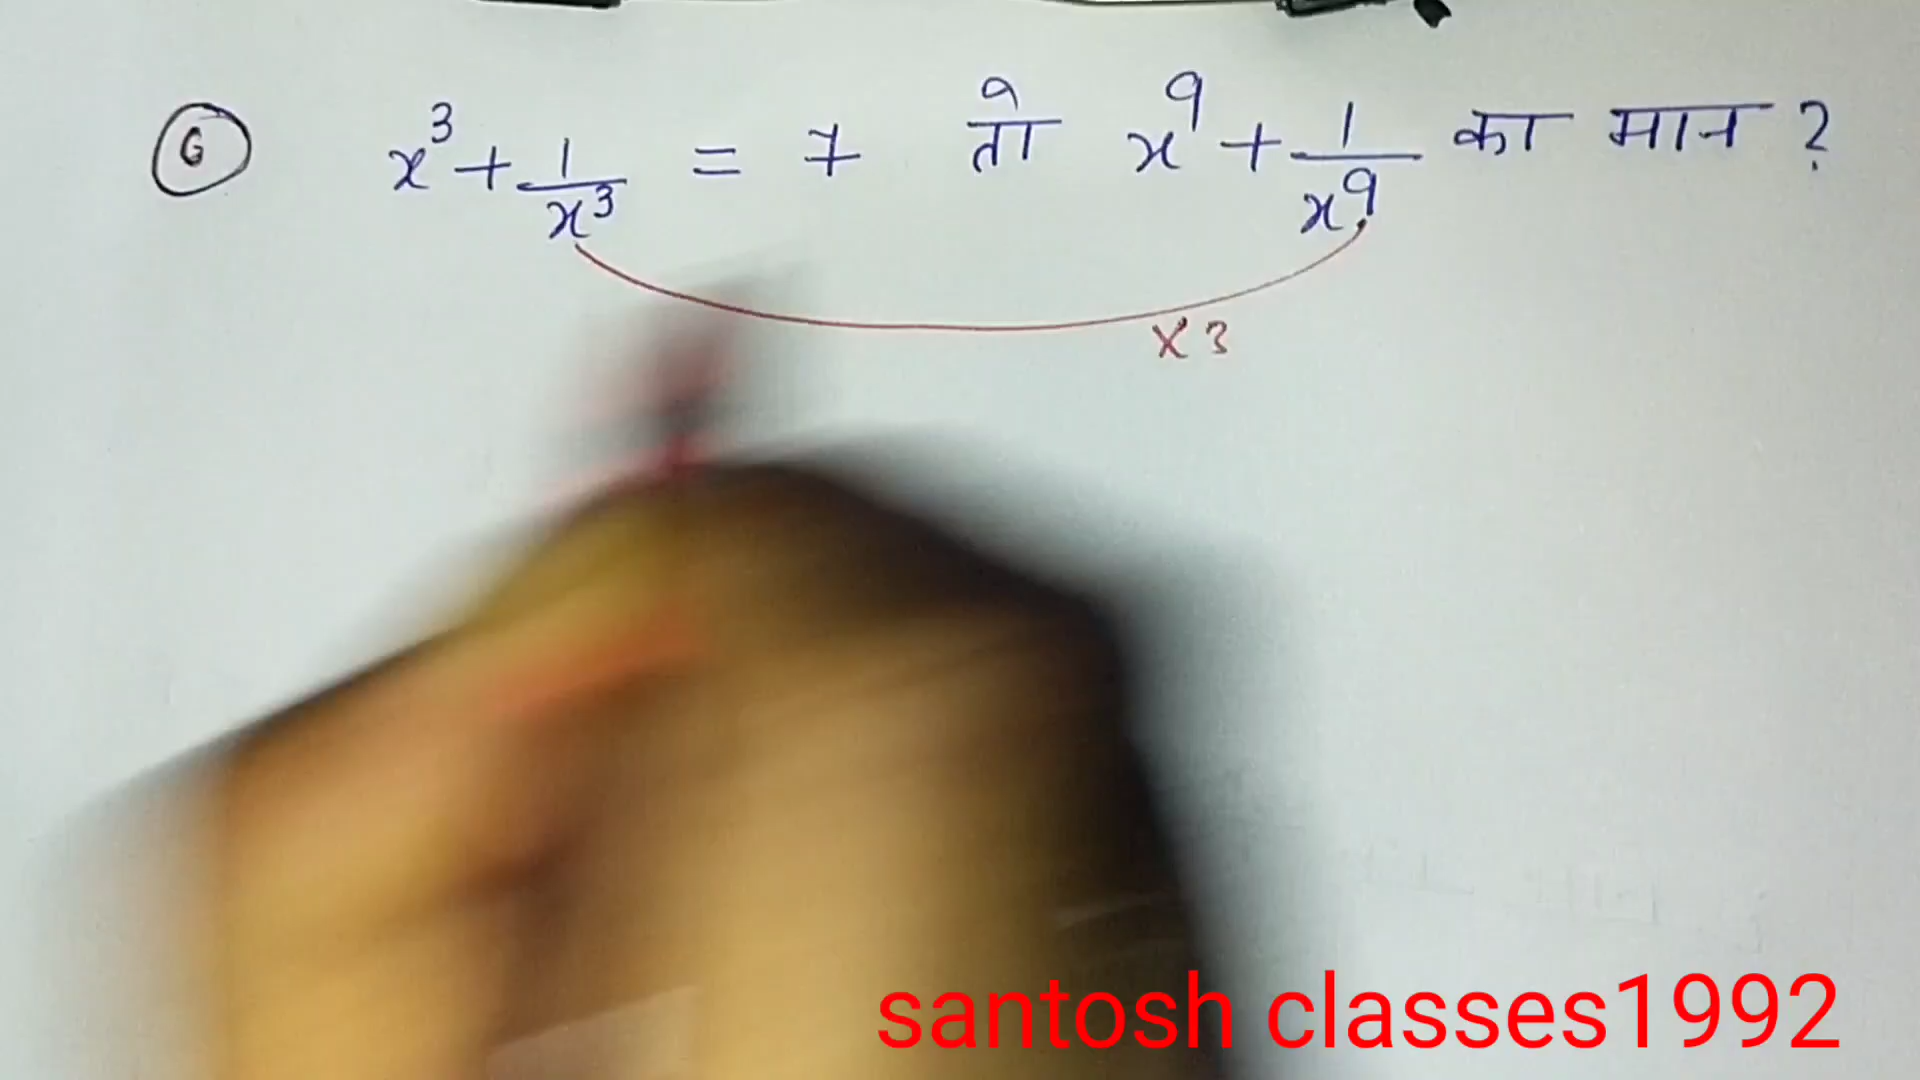 6 x³ + 1/x³ = 7 तो x⁹ + 1/x⁹ का मान ?
×3
santosh classes1992